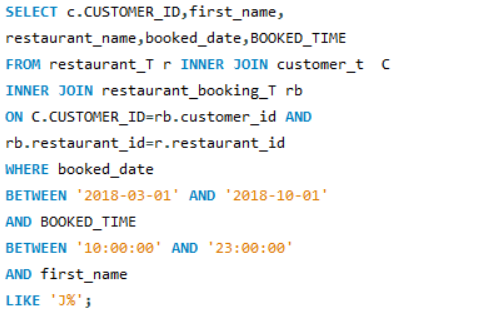 SELECT c.CUSTOMER_ID,first_name,
restaurant_name,booked_date,BOOKED_TIME
FROM restaurant_T r INNER JOIN customer_t  C
INNER JOIN restaurant_booking_T rb
ON C.CUSTOMER_ID=rb.customer_id AND
rb.restaurant_id=r.restaurant_id
WHERE booked_date
BETWEEN '2018-03-01' AND '2018-10-01'
AND BOOKED_TIME
BETWEEN '10:00:00' AND '23:00:00'
AND first_name
LIKE 'J%';